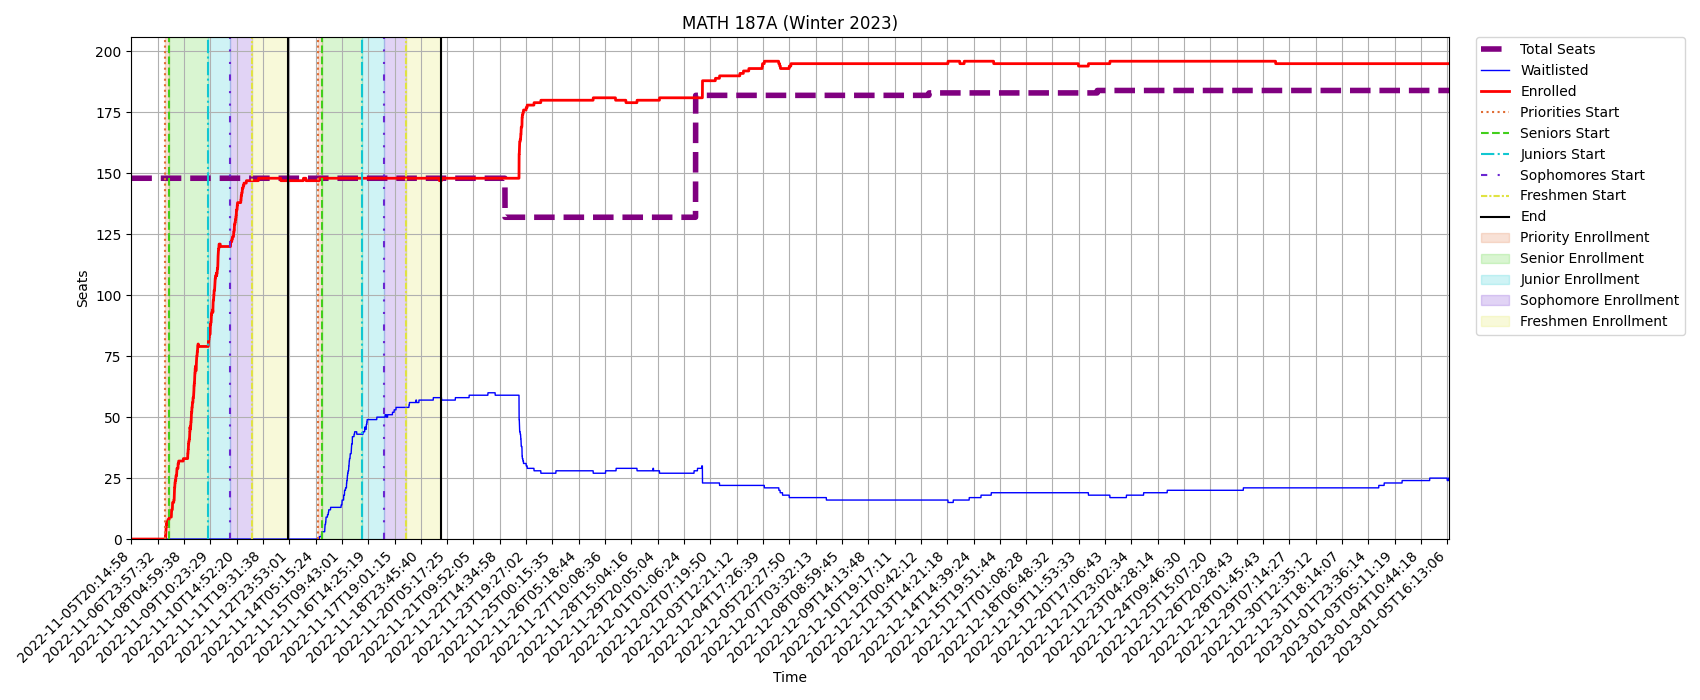 MATH 187A (Winter 2023)
Seats
200
175
150
125
100
75
50
25
0
2022-11-05T20:14:58
2022-11-06T23:57:32
2022-11-08T04:59:38
2022-11-09T10:23:29
2022-11-10T14:52:20
2022-11-11T19:31:38
2022-11-12T23:53:01
2022-11-14T05:15:24
2022-11-15T09:43:01
2022-11-16T14:25:19
2022-11-17T19:01:15
2022-11-18T23:45:40
2022-11-20T05:17:25
2022-11-21T09:52:05
2022-11-22T14:34:58
2022-11-23T19:27:02
2022-11-25T00:15:35
2022-11-26T05:18:44
2022-11-27T10:08:36
2022-11-28T15:04:16
2022-11-29T20:05:04
2022-12-01T01:06:24
2022-12-02T07:19:50
2022-12-03T12:21:12
2022-12-04T17:26:39
2022-12-05T22:27:50
2022-12-07T03:32:13
2022-12-08T08:59:45
2022-12-09T14:13:48
2022-12-10T19:17:11
2022-12-12T00:42:12
2022-12-13T14:21:18
2022-12-14T14:39:24
2022-12-15T19:51:44
2022-12-17T01:08:28
2022-12-18T06:48:32
2022-12-19T11:53:33
2022-12-20T17:06:43
2022-12-21T23:02:34
2022-12-23T04:28:14
2022-12-24T09:46:30
2022-12-25T15:07:20
2022-12-26T20:28:43
2022-12-28T01:45:43
2022-12-29T07:14:27
2022-12-30T12:35:12
2022-12-31T18:14:07
2023-01-01T23:36:14
2023-01-03T05:11:19
2023-01-04T10:44:18
2023-01-05T16:13:06
Time
Total Seats
Waitlisted
Enrolled
Priorities Start
Seniors Start
Juniors Start
Sophomores Start
Freshmen Start
End
Priority Enrollment
Senior Enrollment
Junior Enrollment
Sophomore Enrollment
Freshmen Enrollment